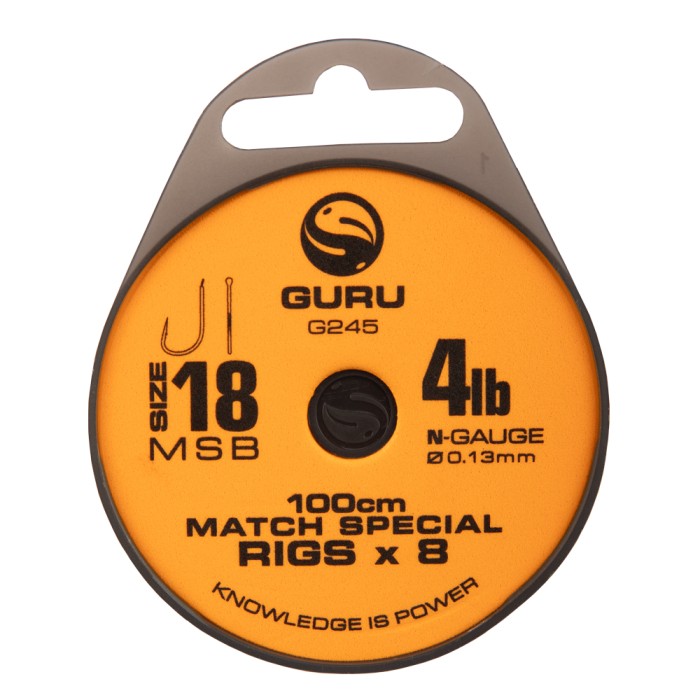 GURU
G245
SIZE 18
MSB
4lb
N-GAUGE
Ø 0.13mm
100cm
MATCH SPECIAL
RIGS x 8
KNOWLEDGE IS POWER